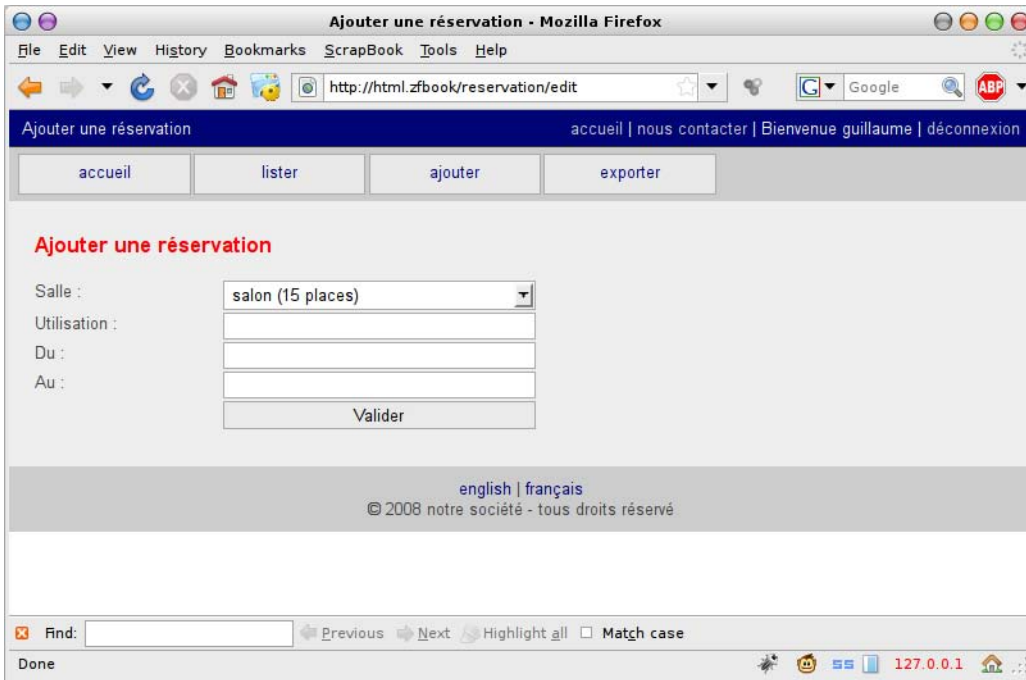 Ajouter une réservation - Mozilla Firefox
File Edit View History Bookmarks ScrapBook Tools Help
http://html.zfbook/reservation/edit G Google ABP
Ajouter une réservation accueil | nous contacter | Bienvenue guillaume | déconnexion
accueil lister ajouter exporter
Ajouter une réservation
Salle : salon (15 places)
Utilisation :
Du :
Au :
Valider
english | français
© 2008 notre société - tous droits réservé
Find: Previous Next Highlight all Match case
Done 55 127.0.0.1